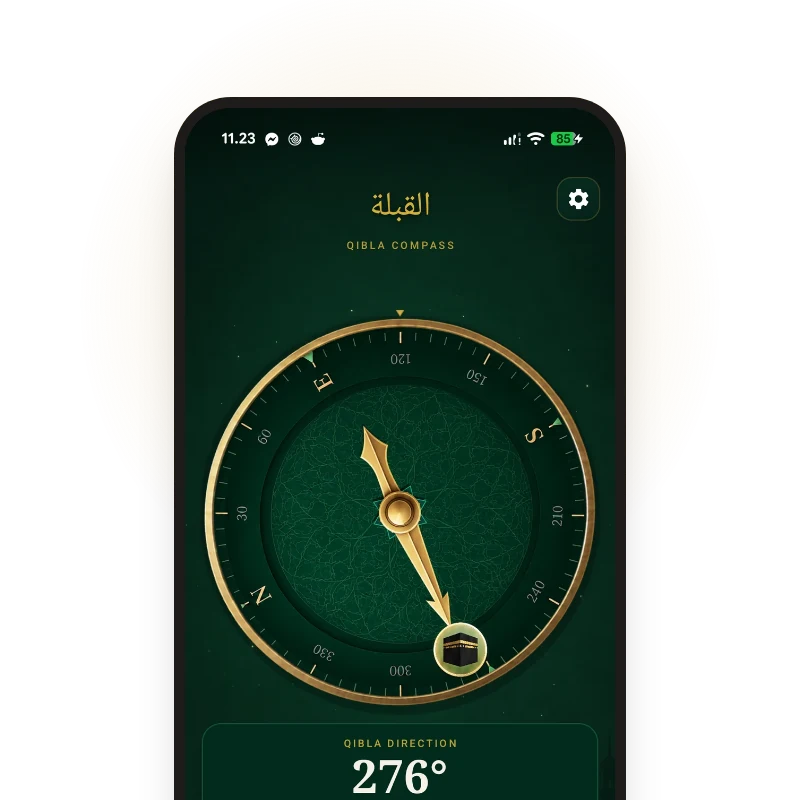 11.23
85
القبلة
QIBLA COMPASS
120
150
E
60
S
30
210
N
240
330
300
QIBLA DIRECTION
276°